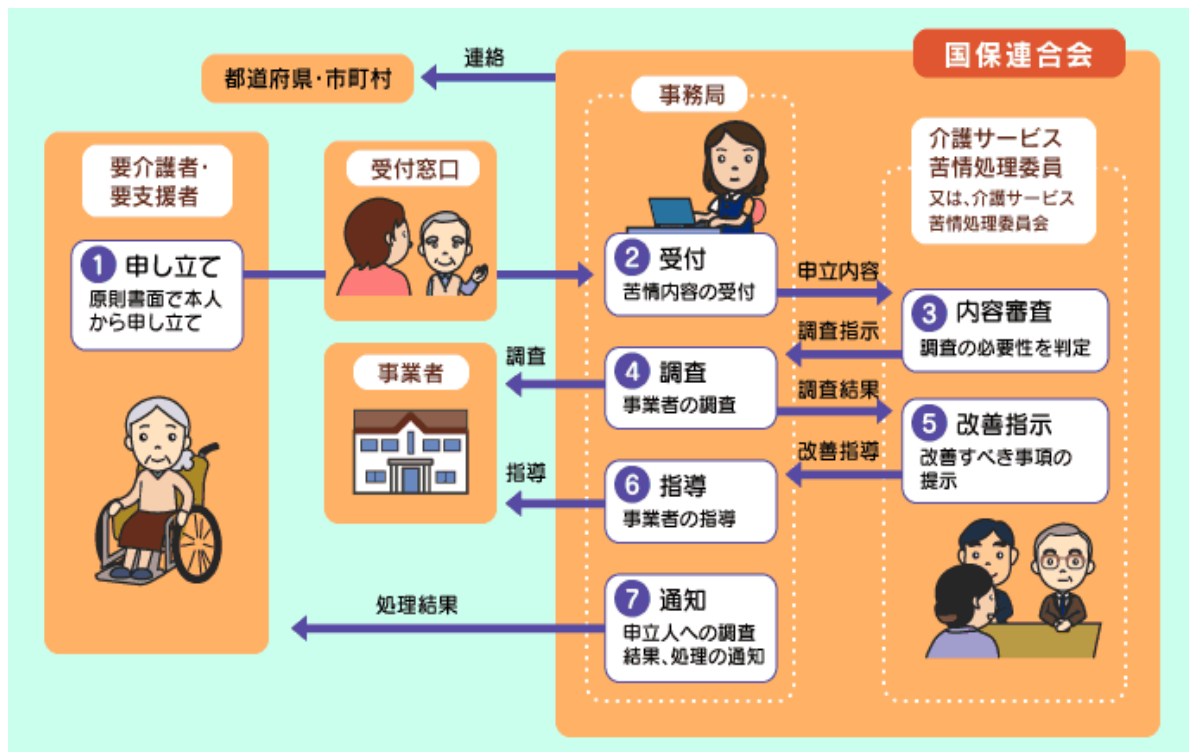 国保連合会
連絡
都道府県・市町村
事務局
介護サービス
苦情処理委員
又は、介護サービス
苦情処理委員会
要介護者・
要支援者
受付窓口
1 申し立て
原則書面で本人
から申し立て
2 受付
苦情内容の受付
申立内容
3 内容審査
調査の必要性を判定
調査指示
事業者
調査
4 調査
事業者の調査
調査結果
5 改善指示
改善すべき事項の
提示
改善指導
指導
6 指導
事業者の指導
処理結果
7 通知
申立人への調査
結果、処理の通知